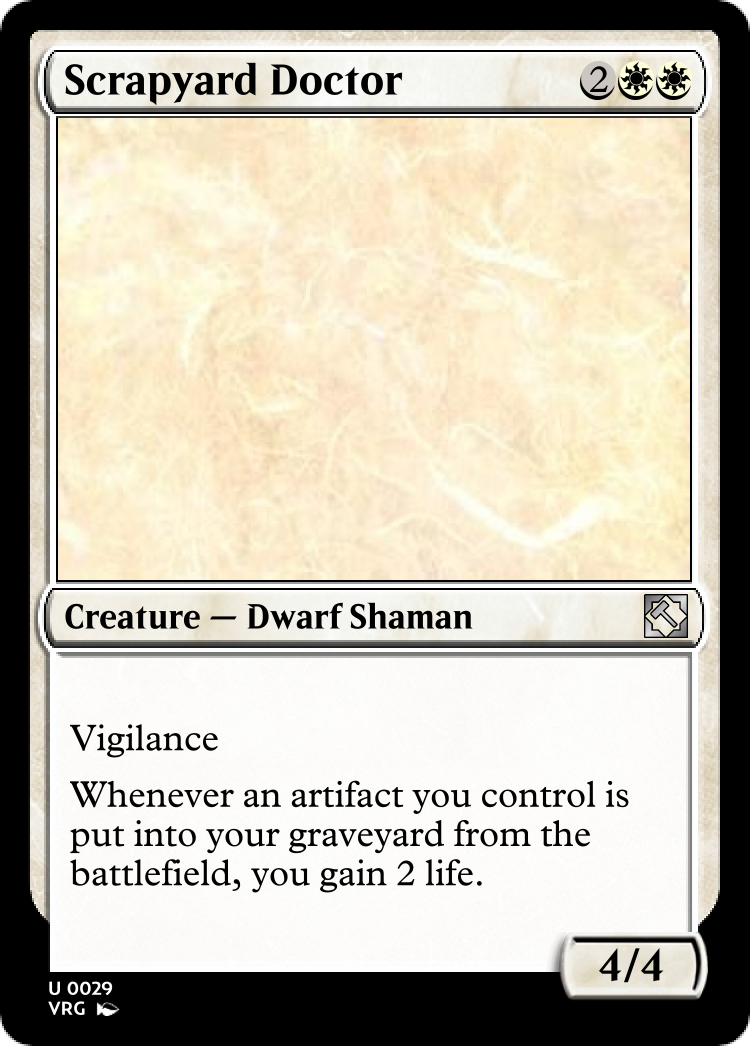 Scrapyard Doctor 2
Creature — Dwarf Shaman
Vigilance
Whenever an artifact you control is
put into your graveyard from the
battlefield, you gain 2 life.
4/4
U 0029
VRG